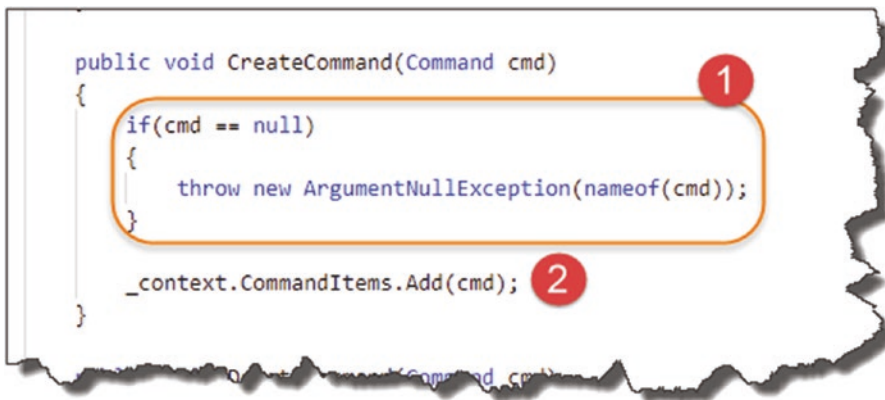 public void CreateCommand(Command cmd)
{
1
if(cmd == null)
{
throw new ArgumentNullException(nameof(cmd));
}
_context.CommandItems.Add(cmd);
2
}